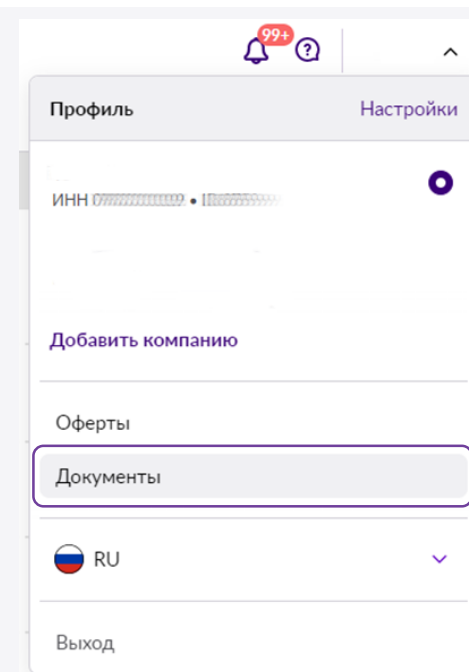 99+
Профиль Настройки
ИНН
Добавить компанию
Оферты
Документы
RU
Выход